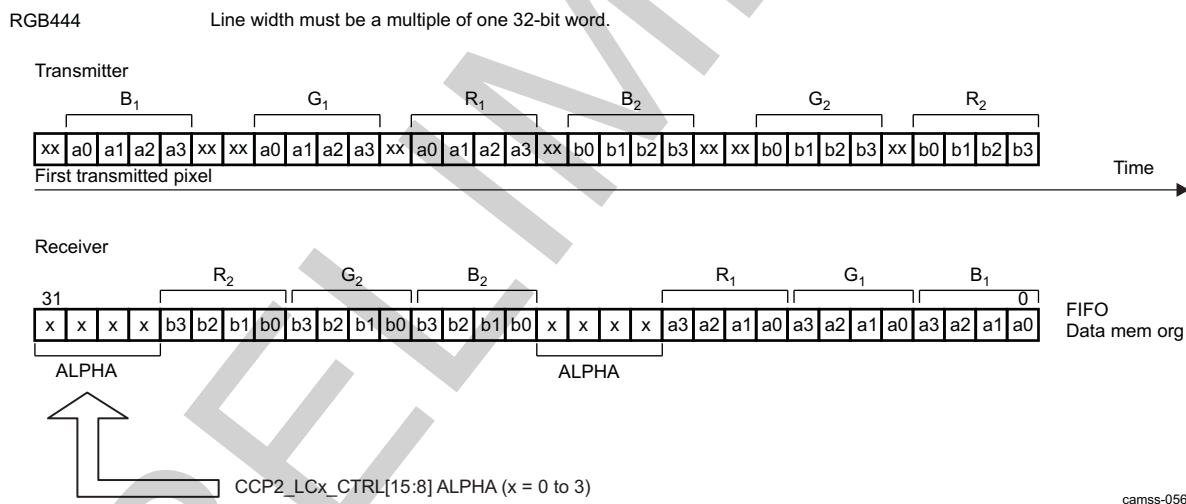 RGB444 Line width must be a multiple of one 32-bit word.
Transmitter
B1 G1 R1 B2 G2 R2
xx a0 a1 a2 a3 xx xx a0 a1 a2 a3 xx a0 a1 a2 a3 xx b0 b1 b2 b3 xx xx b0 b1 b2 b3 xx b0 b1 b2 b3
First transmitted pixel Time
Receiver
R2 G2 B2 R1 G1 B1
31 0
x x x x b3 b2 b1 b0 b3 b2 b1 b0 b3 b2 b1 b0 x x x x a3 a2 a1 a0 a3 a2 a1 a0 a3 a2 a1 a0
FIFO
Data mem org
ALPHA ALPHA
CCP2_LCx_CTRL[15:8] ALPHA (x = 0 to 3)
camss-056